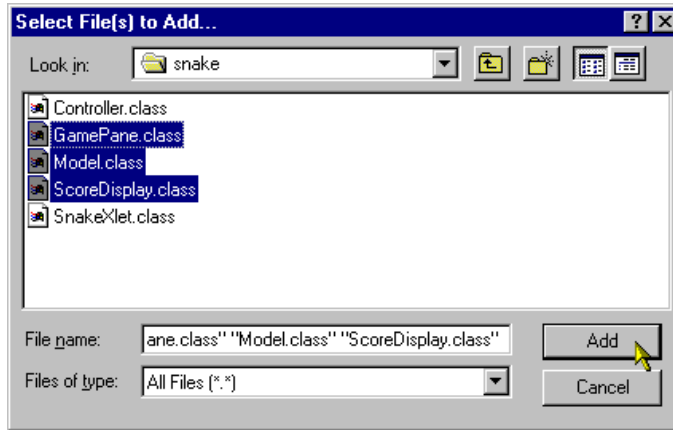 Select File(s) to Add...
Look in: snake
Controller.class
GamePane.class
Model.class
ScoreDisplay.class
SnakeXlet.class
File name: ane.class" "Model.class" "ScoreDisplay.class" Add
Files of type: All Files (*.*) Cancel